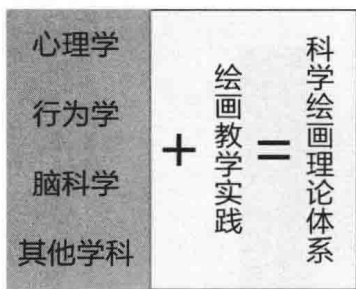 心理学
行为学
脑科学
其他学科
+
绘画教学实践
=
科学绘画理论体系